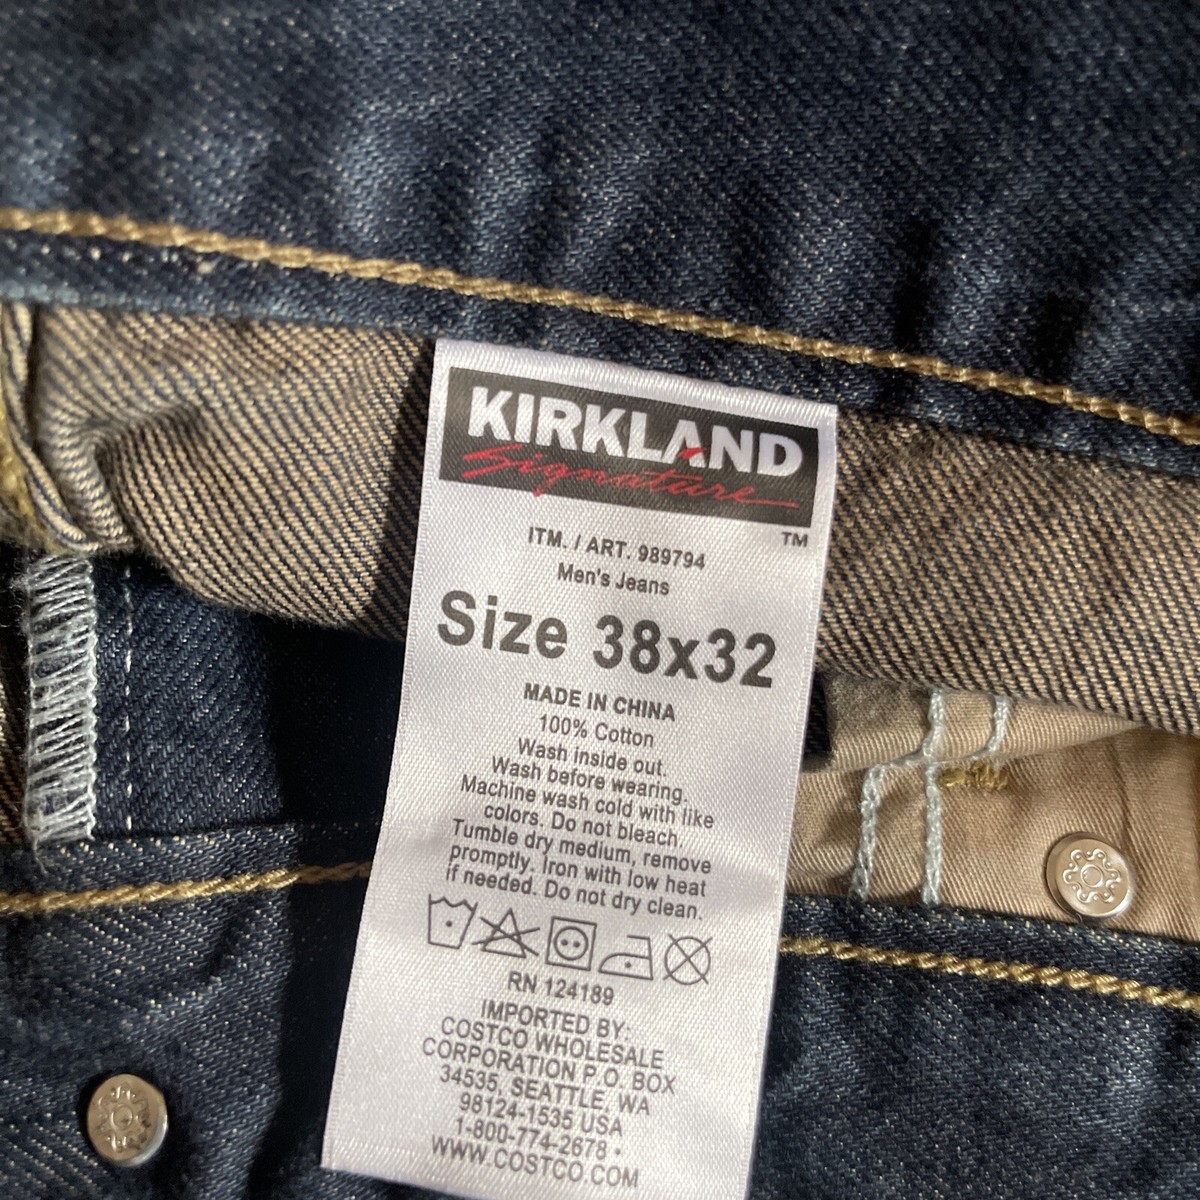 KIRKLAND
Signature
TM
ITM. / ART. 989794
Men's Jeans
Size 38x32
MADE IN CHINA
100% Cotton
Wash inside out.
Wash before wearing.
Machine wash cold with like
colors. Do not bleach.
Tumble dry medium, remove
promptly. Iron with low heat
if needed. Do not dry clean.
RN 124189
IMPORTED BY:
COSTCO WHOLESALE
CORPORATION P.O. BOX
34535, SEATTLE, WA
98124-1535 USA
1-800-774-2678 •
WWW.COSTCO.COM